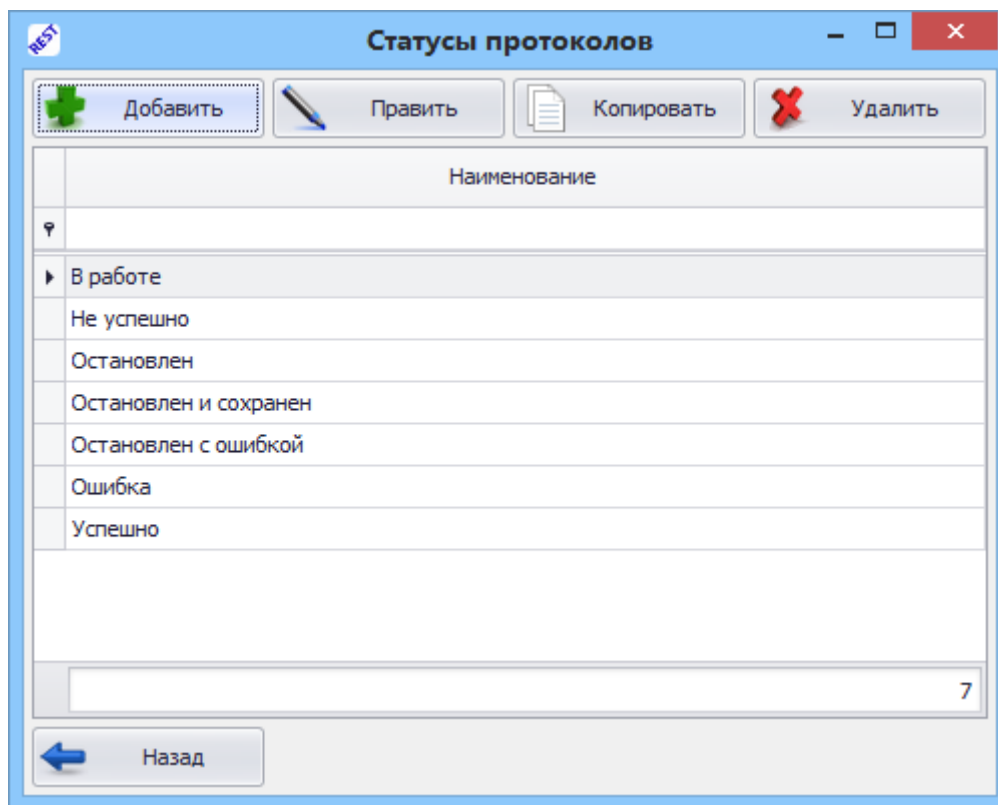 REST
Статусы протоколов
Добавить Править Копировать Удалить
Наименование
В работе
Не успешно
Остановлен
Остановлен и сохранен
Остановлен с ошибкой
Ошибка
Успешно
7
Назад